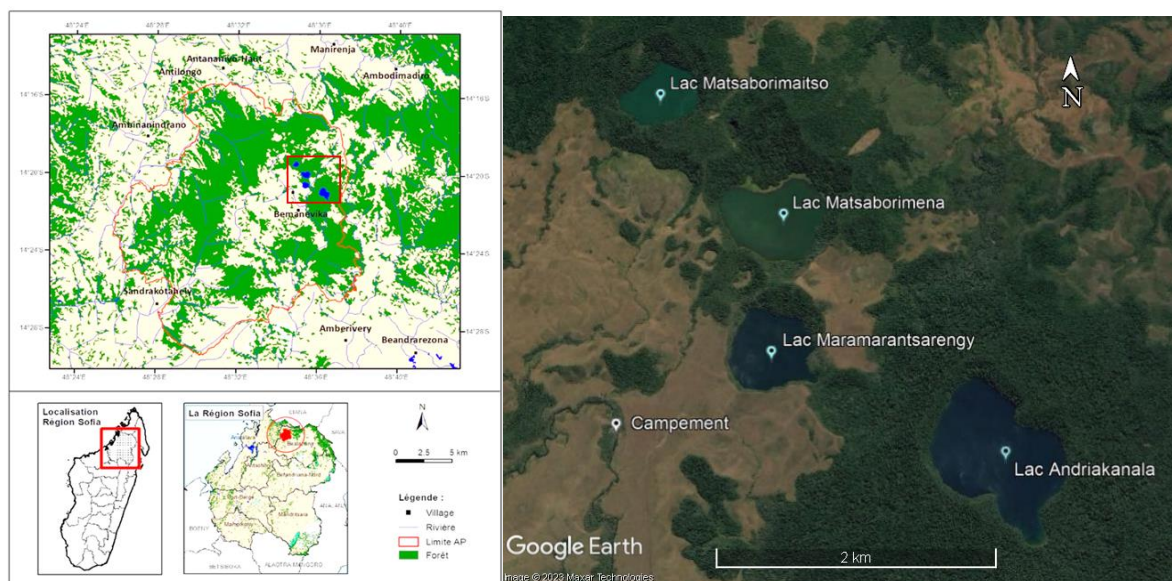 48°24'E 48°28'E 48°32'E 48°36'E 48°40'E
Manirenja
Antananivo Haut
Ambodimadiro
Antilongo
14°16'S 14°16'S
Ambinanindrano
14°20'S 14°20'S
Bemanevika
14°24'S 14°24'S
Sandrakotahely
14°28'S 14°28'S
Amberivery
Beandrarezona
48°24'E 48°28'E 48°32'E 48°40'E
Localisation
Région Sofia
La Région Sofia
N
0 2.5 5 km
Légende :
Village
Rivière
Limite AP
Forêt
Lac Matsaborimaitso
N
Lac Matsaborimena
Lac Maramarantsarengy
Campement
Lac Andriakanala
Google Earth
2 km
Image © 2023 Maxar Technologies